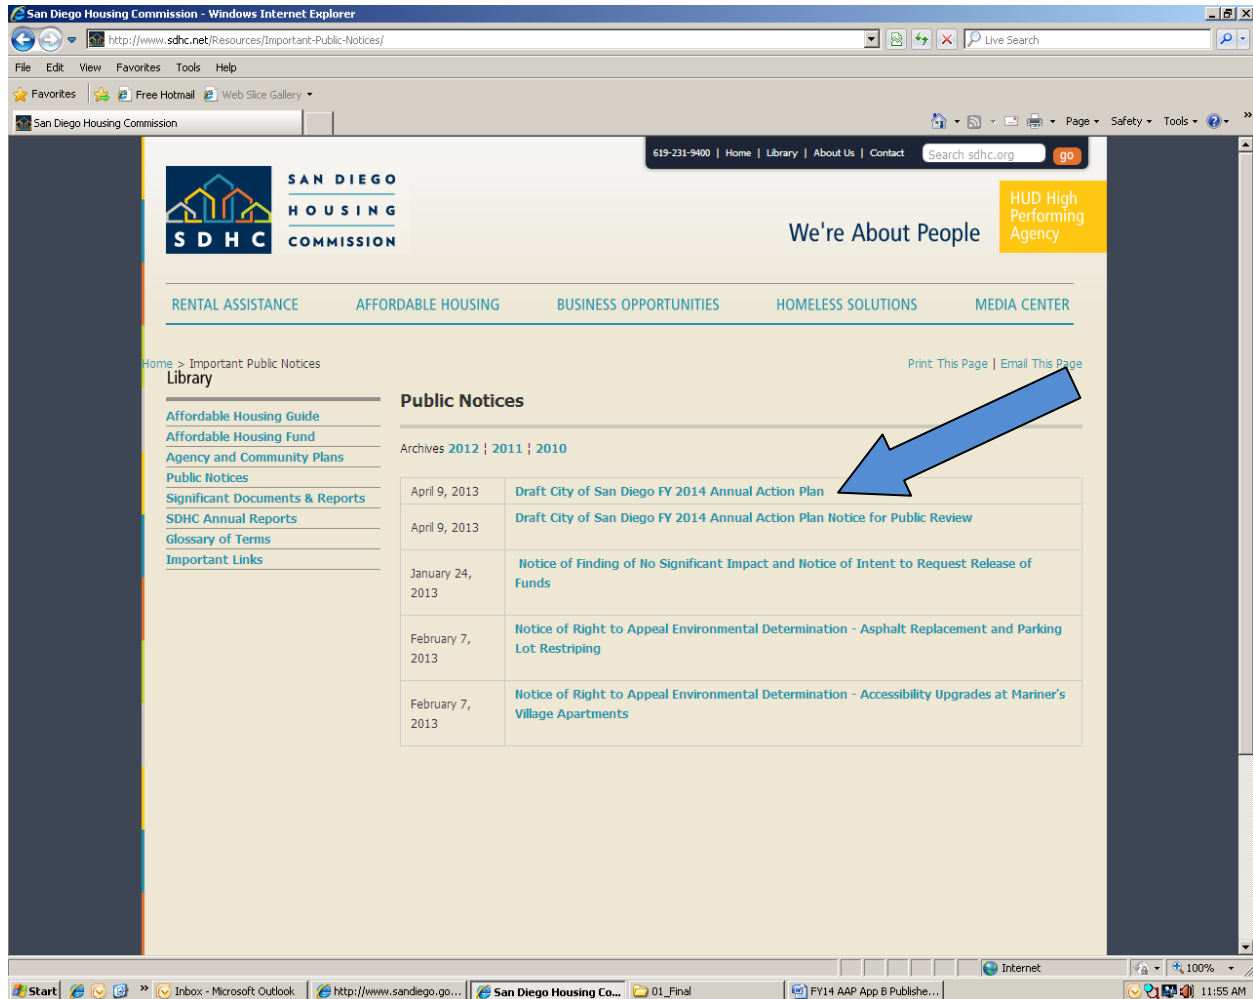 San Diego Housing Commission - Windows Internet Explorer
http://www.sdhc.net/Resources/Important-Public-Notices/
Live Search
File Edit View Favorites Tools Help
Favorites Free Hotmail Web Slice Gallery
San Diego Housing Commission
Page Safety Tools
619-231-9400 | Home | Library | About Us | Contact Search sdhc.org go
SAN DIEGO
HOUSING
COMMISSION
SDHC
We're About People
HUD High
Performing
Agency
RENTAL ASSISTANCE AFFORDABLE HOUSING BUSINESS OPPORTUNITIES HOMELESS SOLUTIONS MEDIA CENTER
Home > Important Public Notices
Print This Page | Email This Page
Library
Affordable Housing Guide
Affordable Housing Fund
Agency and Community Plans
Public Notices
Significant Documents & Reports
SDHC Annual Reports
Glossary of Terms
Important Links
Public Notices
Archives 2012 ¦ 2011 ¦ 2010
April 9, 2013 Draft City of San Diego FY 2014 Annual Action Plan
April 9, 2013 Draft City of San Diego FY 2014 Annual Action Plan Notice for Public Review
January 24, 2013 Notice of Finding of No Significant Impact and Notice of Intent to Request Release of
Funds
February 7, 2013 Notice of Right to Appeal Environmental Determination - Asphalt Replacement and Parking
Lot Restriping
February 7, 2013 Notice of Right to Appeal Environmental Determination - Accessibility Upgrades at Mariner's
Village Apartments
Internet 100%
Start Inbox - Microsoft Outlook http://www.sandiego.go... San Diego Housing Co... 01_Final FY14 AAP App B Publishe... 11:55 AM